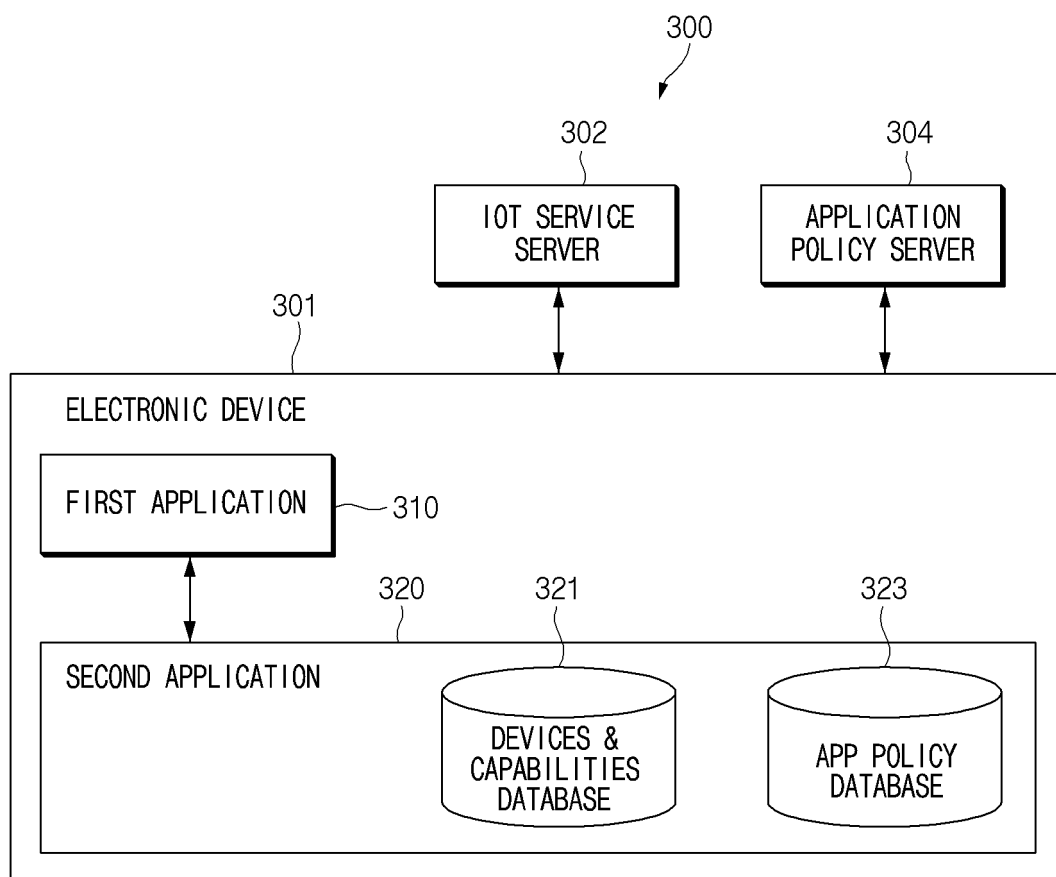 300
302
304
IOT SERVICE
SERVER
APPLICATION
POLICY SERVER
301
ELECTRONIC DEVICE
FIRST APPLICATION
310
320
321
323
SECOND APPLICATION
DEVICES &
CAPABILITIES
DATABASE
APP POLICY
DATABASE